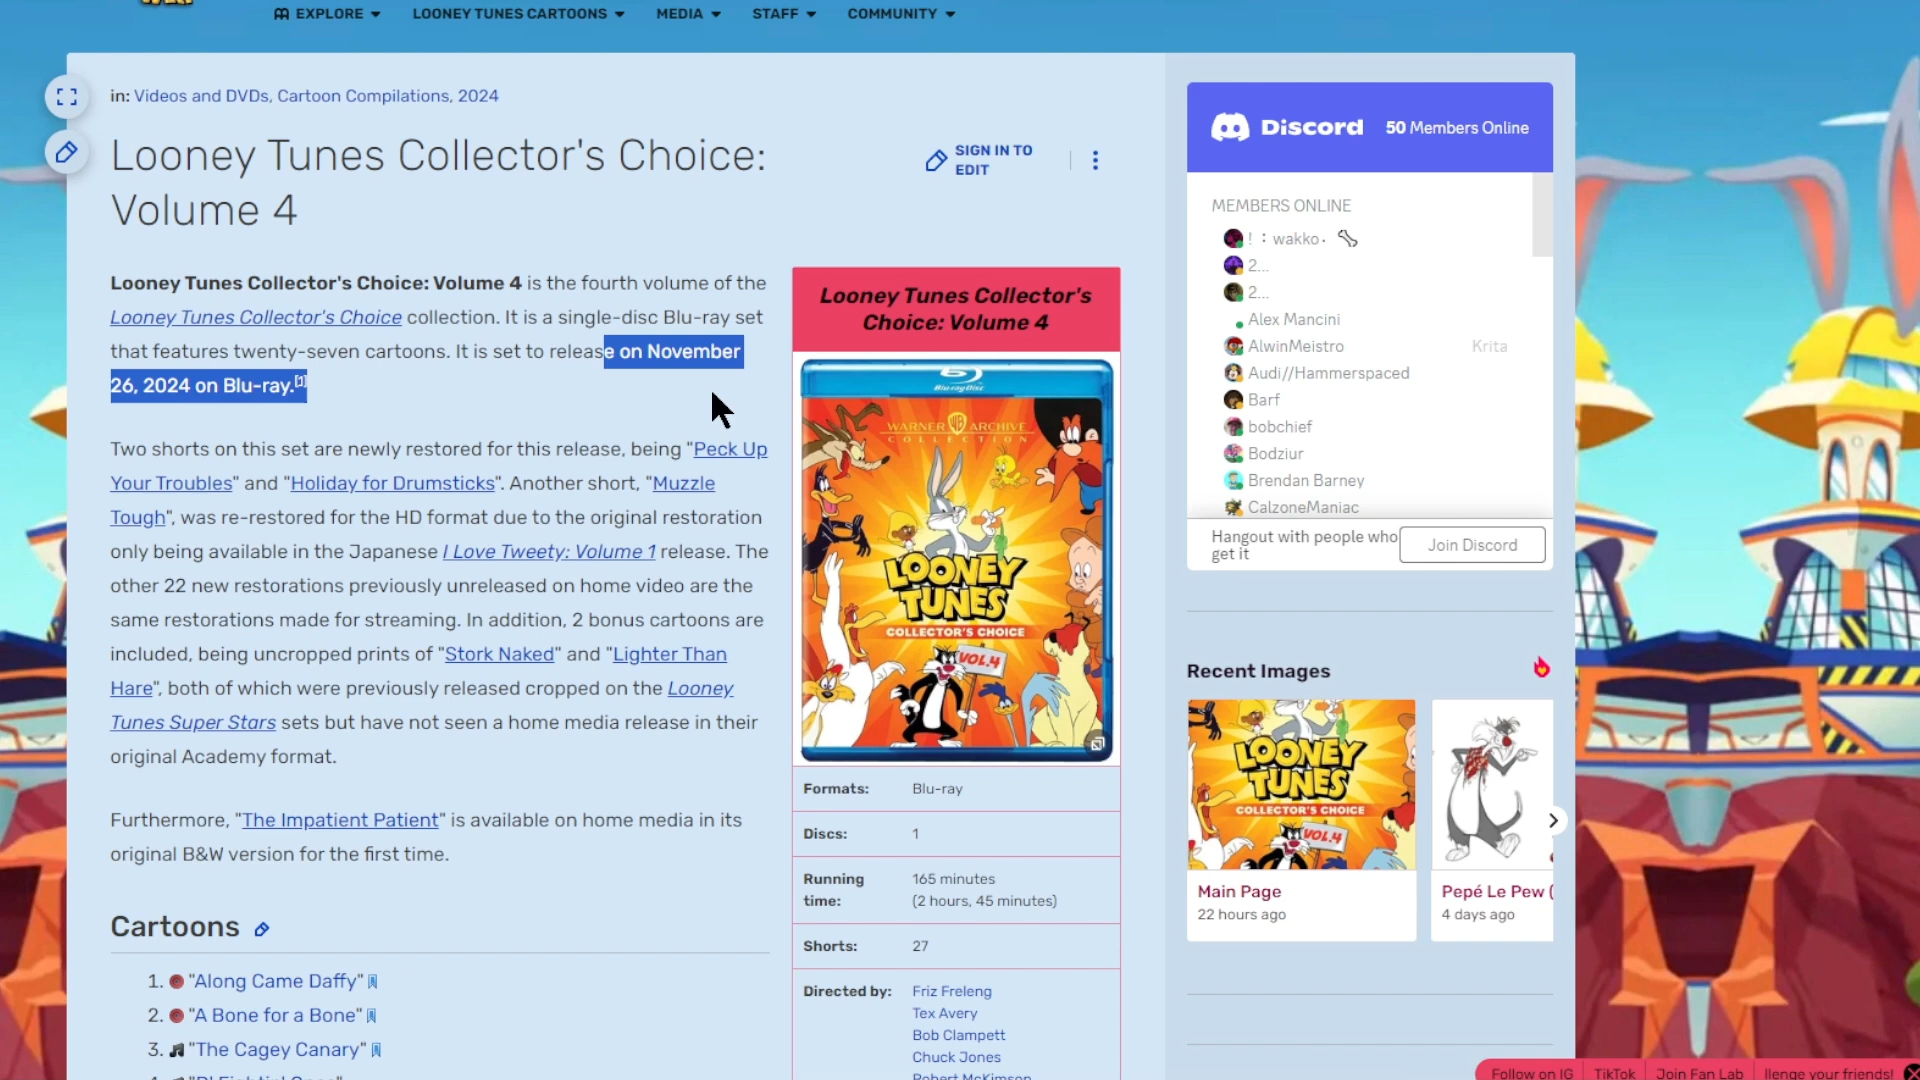 EXPLORE LOONEY TUNES CARTOONS MEDIA STAFF COMMUNITY
in: Videos and DVDs, Cartoon Compilations, 2024
Looney Tunes Collector's Choice:
Volume 4
SIGN IN TO
EDIT
Looney Tunes Collector's Choice: Volume 4 is the fourth volume of the
Looney Tunes Collector's Choice collection. It is a single-disc Blu-ray set
that features twenty-seven cartoons. It is set to release on November
26, 2024 on Blu-ray.[1]
Two shorts on this set are newly restored for this release, being "Peck Up
Your Troubles" and "Holiday for Drumsticks". Another short, "Muzzle
Tough", was re-restored for the HD format due to the original restoration
only being available in the Japanese I Love Tweety: Volume 1 release. The
other 22 new restorations previously unreleased on home video are the
same restorations made for streaming. In addition, 2 bonus cartoons are
included, being uncropped prints of "Stork Naked" and "Lighter Than
Hare", both of which were previously released cropped on the Looney
Tunes Super Stars sets but have not seen a home media release in their
original Academy format.
Furthermore, "The Impatient Patient" is available on home media in its
original B&W version for the first time.
Cartoons
1. "Along Came Daffy"
2. "A Bone for a Bone"
3. "The Cagey Canary"
Looney Tunes Collector's
Choice: Volume 4
Blu-ray Disc
WARNER ARCHIVE
COLLECTION
LOONEY
TUNES
COLLECTOR'S CHOICE
VOL.4
Formats: Blu-ray
Discs: 1
Running time: 165 minutes
(2 hours, 45 minutes)
Shorts: 27
Directed by: Friz Freleng
Tex Avery
Bob Clampett
Chuck Jones
Robert McKimson
Discord 50 Members Online
MEMBERS ONLINE
! : wakko·
2...
2...
Alex Mancini
AlwinMeistro Krita
Audi//Hammerspaced
Barf
bobchief
Bodziur
Brendan Barney
CalzoneManiac
Hangout with people who
get it
Join Discord
Recent Images
LOONEY
TUNES
COLLECTOR'S CHOICE
VOL.4
Main Page
22 hours ago
Pepé Le Pew (
4 days ago
Follow on IG TikTok Join Fan Lab llenge your friends!